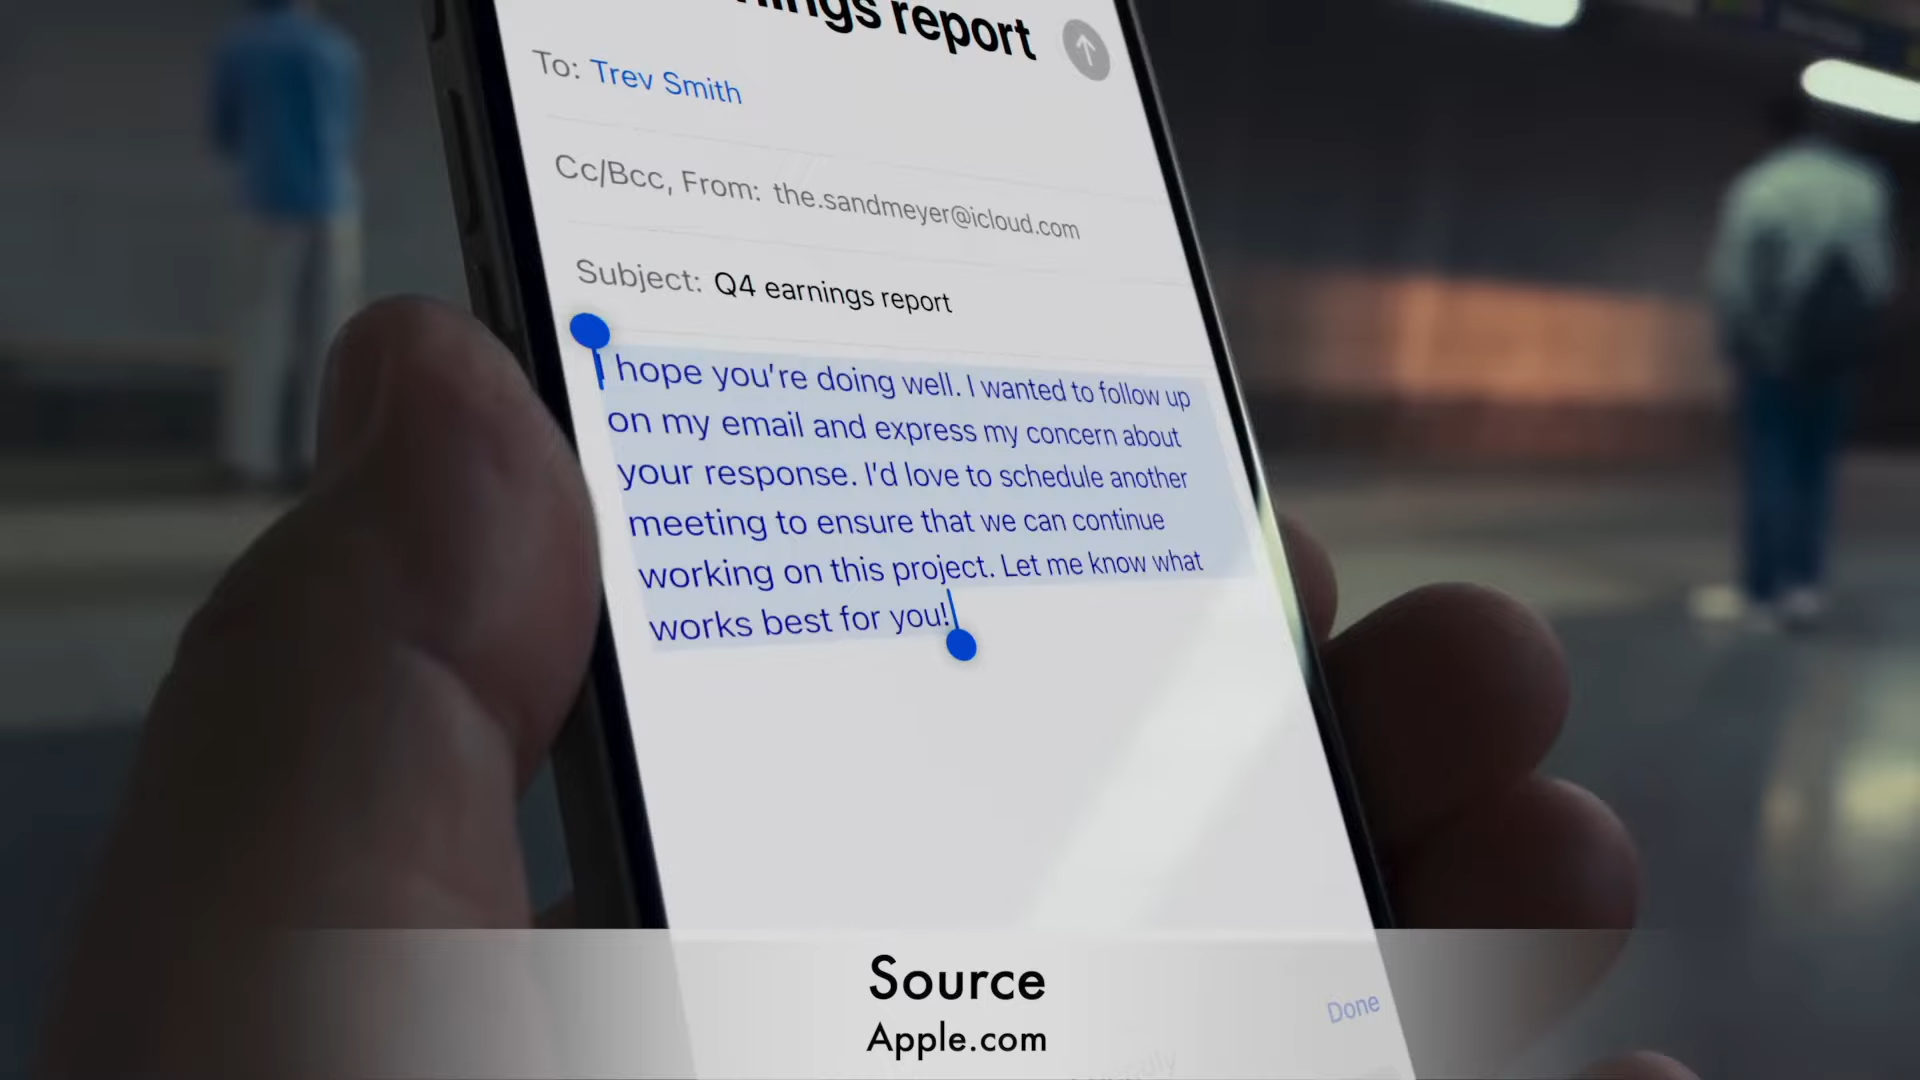 report
To: Trev Smith
Cc/Bcc, From: the.sandmeyer@icloud.com
Subject: Q4 earnings report
I hope you're doing well. I wanted to follow up
on my email and express my concern about
your response. I'd love to schedule another
meeting to ensure that we can continue
working on this project. Let me know what
works best for you!
Done
Source
Apple.com